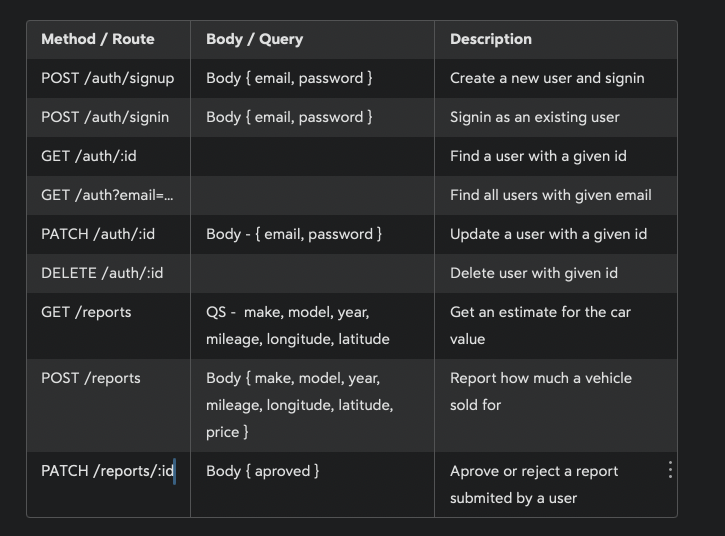 Method / Route Body / Query Description
POST /auth/signup Body { email, password } Create a new user and signin
POST /auth/signin Body { email, password } Signin as an existing user
GET /auth/:id Find a user with a given id
GET /auth?email=... Find all users with given email
PATCH /auth/:id Body - { email, password } Update a user with a given id
DELETE /auth/:id Delete user with given id
GET /reports QS - make, model, year, Get an estimate for the car
mileage, longitude, latitude value
POST /reports Body { make, model, year, Report how much a vehicle
mileage, longitude, latitude, sold for
price }
PATCH /reports/:id Body { aproved } Aprove or reject a report
submited by a user